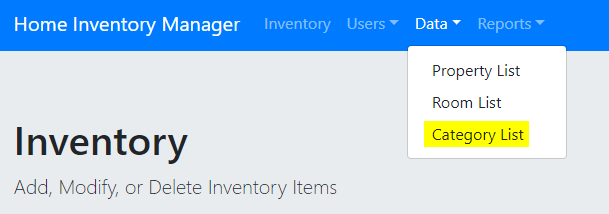 Home Inventory Manager Inventory Users Data Reports
Property List
Room List
Category List
Inventory
Add, Modify, or Delete Inventory Items